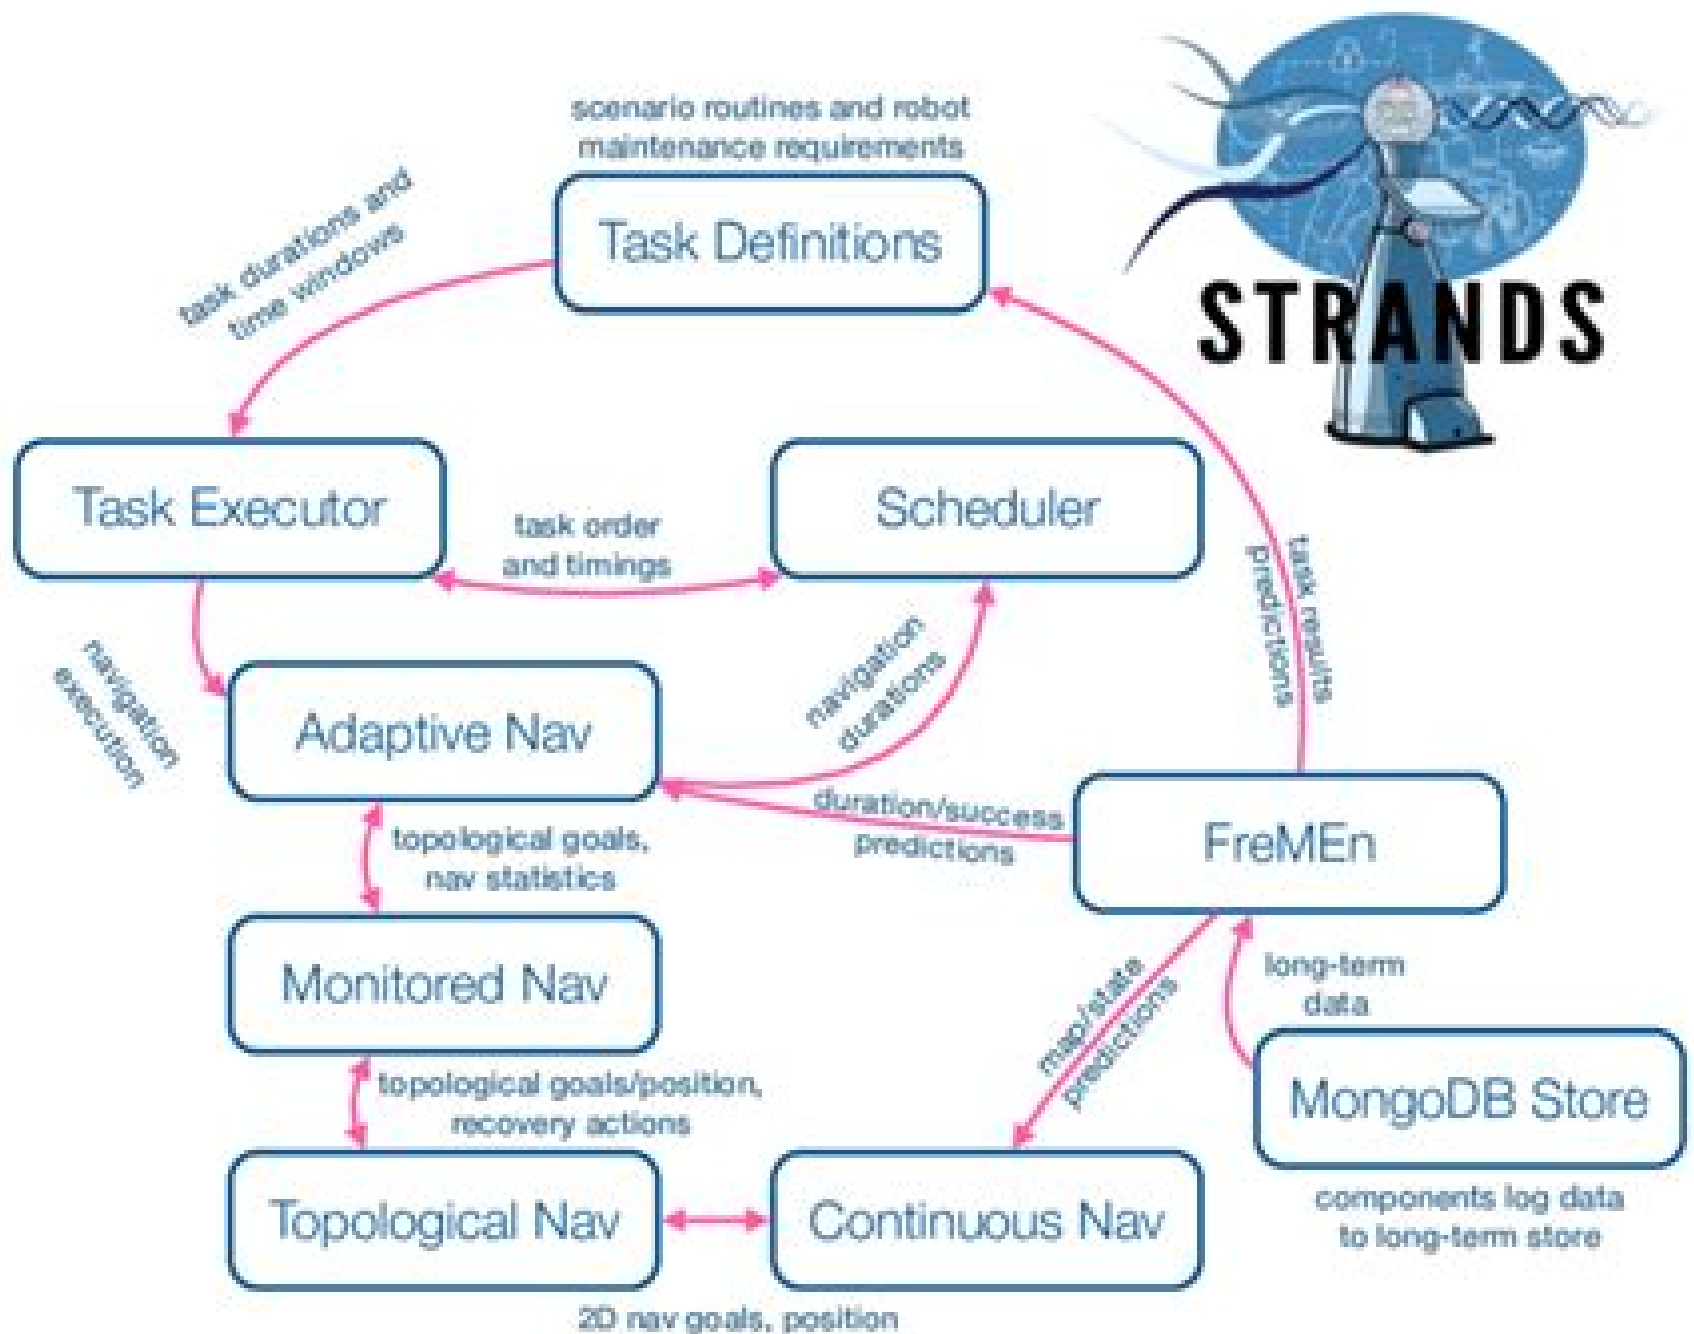 scenario routines and robot
maintenance requirements
Task Definitions
STRANDS
task durations and
time windows
Task Executor
Scheduler
task order
and timings
navigation
execution
navigation
durations
task results
predictions
Adaptive Nav
duration/success
predictions
FreMEn
topological goals,
nav statistics
Monitored Nav
map/state
predictions
long-term
data
topological goals/position,
recovery actions
MongoDB Store
Topological Nav
Continuous Nav
components log data
to long-term store
2D nav goals, position